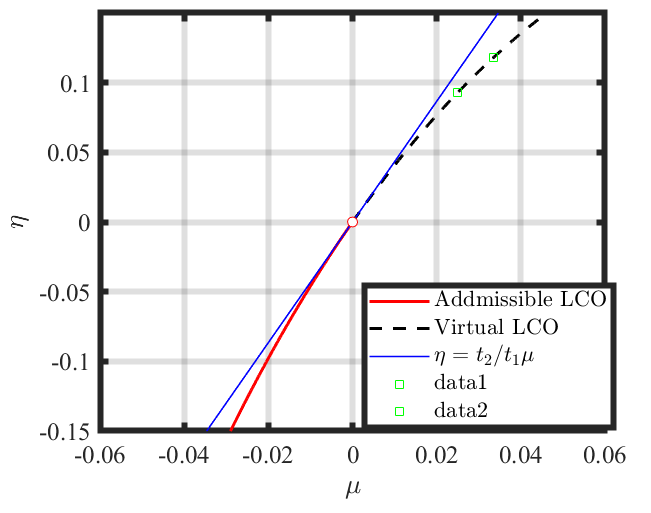 η
0.1
0.05
0
-0.05
-0.1
-0.15
-0.06
-0.04
-0.02
0
0.02
0.04
0.06
μ
Addmissible LCO
Virtual LCO
η = t₂/t₁μ
data1
data2